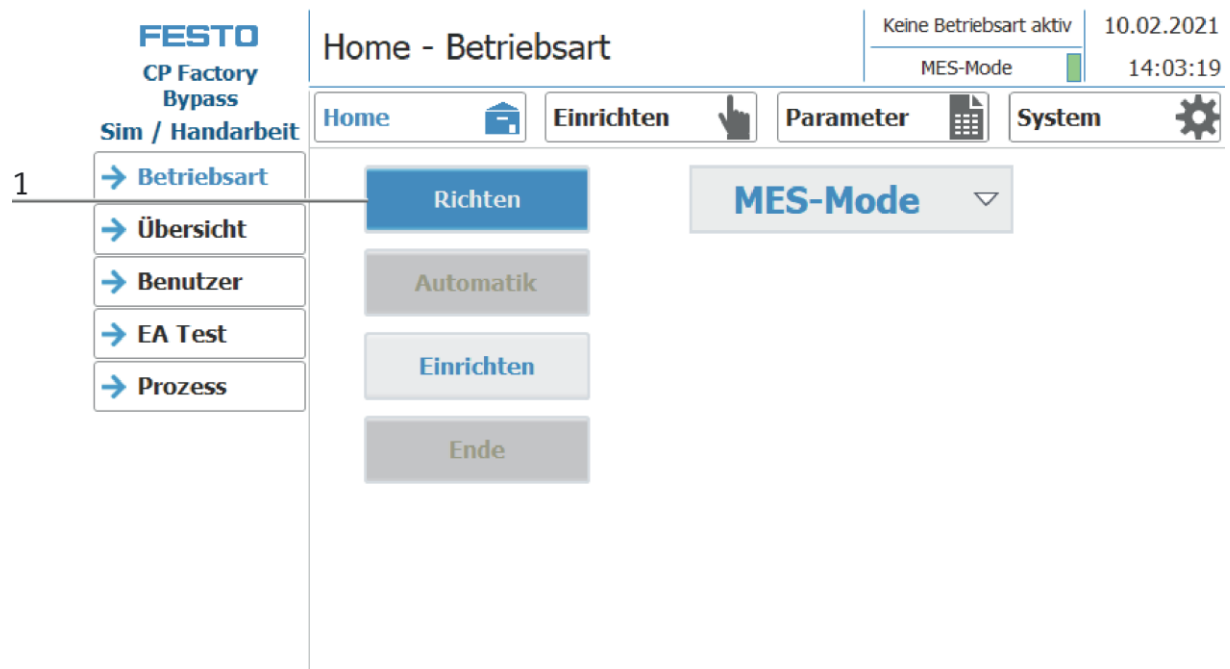 FESTO
CP Factory
Bypass
Sim / Handarbeit
Home - Betriebsart
Keine Betriebsart aktiv
MES-Mode
10.02.2021
14:03:19
Home
Einrichten
Parameter
System
1
Betriebsart
Übersicht
Benutzer
EA Test
Prozess
Richten
Automatik
Einrichten
Ende
MES-Mode